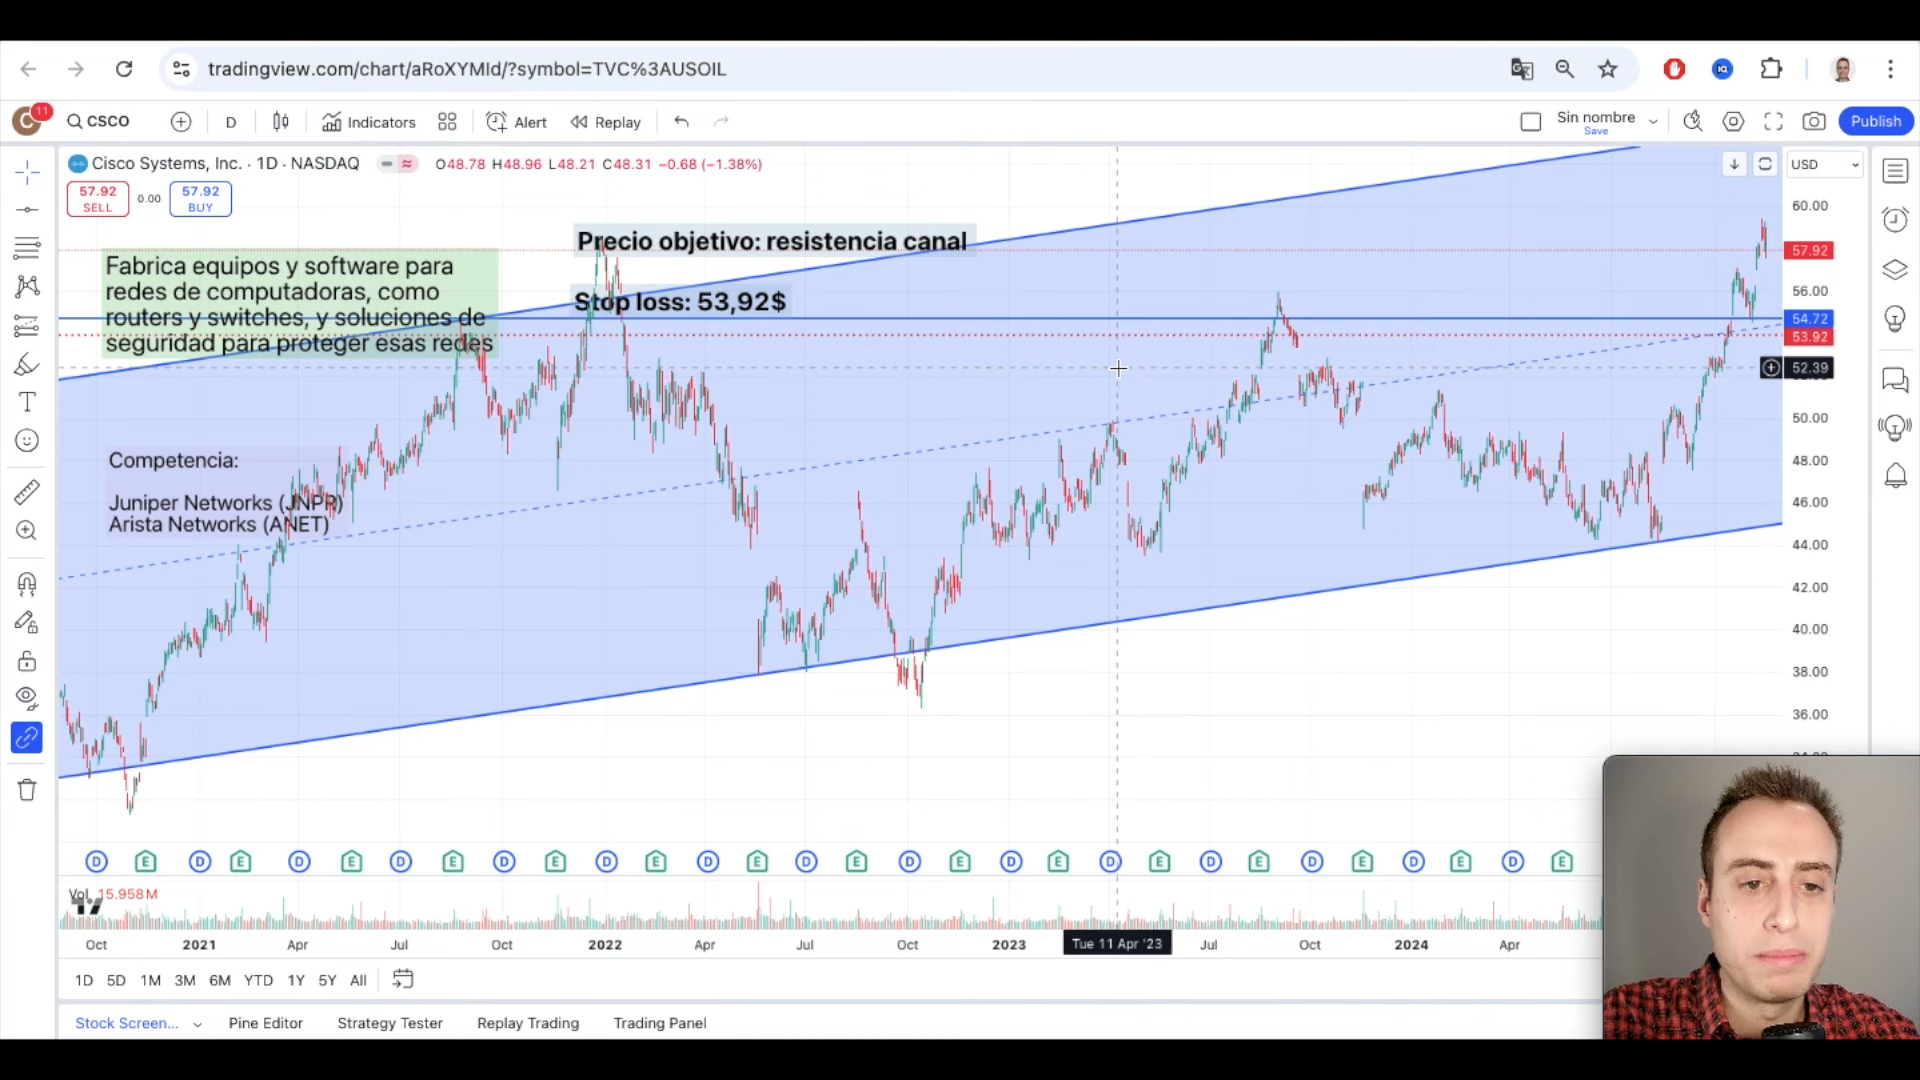 tradingview.com/chart/aRoXYMId/?symbol=TVC%3AUSOIL
C 11 CSCO D Indicators Alert Replay Sin nombre Save Publish
Cisco Systems, Inc. · 1D · NASDAQ O48.78 H48.96 L48.21 C48.31 −0.68 (−1.38%) USD
57.92 SELL 0.00 57.92 BUY
60.00
Precio objetivo: resistencia canal
57.92
Fabrica equipos y software para
redes de computadoras, como
routers y switches, y soluciones de
seguridad para proteger esas redes
56.00
Stop loss: 53,92$
54.72
53.92
52.39
50.00
48.00
Competencia:
46.00
Juniper Networks (JNPR)
Arista Networks (ANET)
44.00
42.00
40.00
38.00
36.00
D E D E D E D E D E D E D E D E D E D E D E D E D E D E D E
Vol 15.958M
Oct 2021 Apr Jul Oct 2022 Apr Jul Oct 2023 Tue 11 Apr '23 Jul Oct 2024 Apr
1D 5D 1M 3M 6M YTD 1Y 5Y All
Stock Screen... Pine Editor Strategy Tester Replay Trading Trading Panel